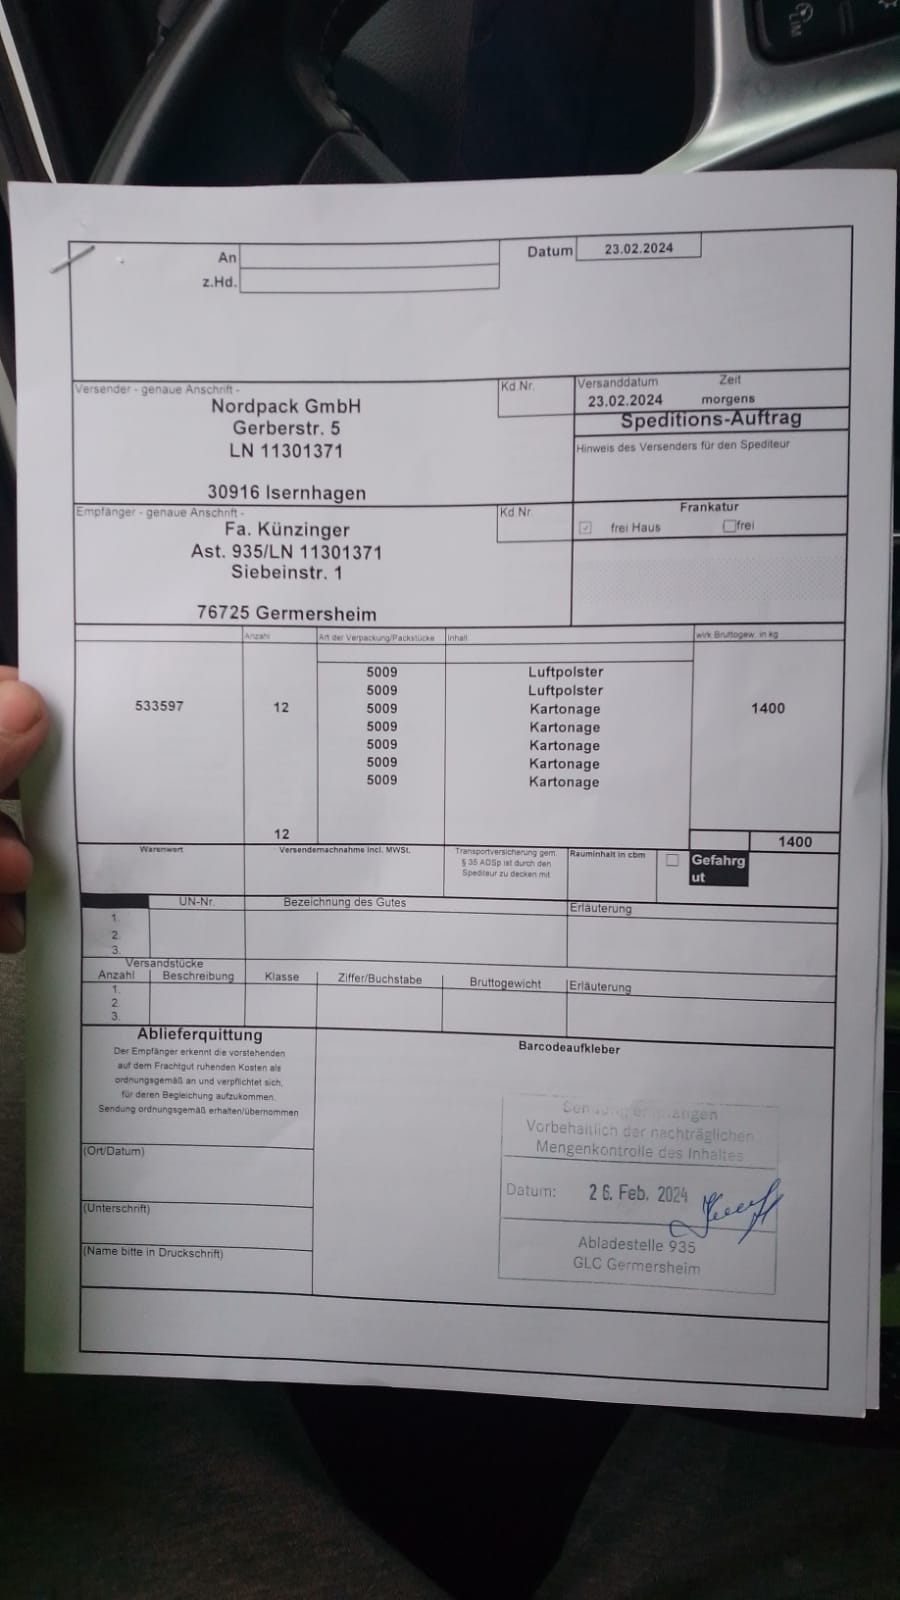 An
Datum 23.02.2024
z.Hd.
Versender - genaue Anschrift -
Kd.Nr.
Versanddatum Zeit
Nordpack GmbH
23.02.2024 morgens
Gerberstr. 5
Speditions-Auftrag
LN 11301371
Hinweis des Versenders für den Spediteur
30916 Isernhagen
Empfänger - genaue Anschrift -
Kd.Nr.
Frankatur
Fa. Künzinger
frei Haus frei
Ast. 935/LN 11301371
Siebeinstr. 1
76725 Germersheim
Anzahl Art der Verpackung/Packstücke Inhalt wirk Bruttogew. in kg
5009 Luftpolster
5009 Luftpolster
533597 12 5009 Kartonage 1400
5009 Kartonage
5009 Kartonage
5009 Kartonage
5009 Kartonage
12 1400
Warenwert Versendernachnahme incl. MWSt.
Transportversicherung gem.
§ 35 ADSp ist durch den
Spediteur zu decken mit
Rauminhalt in cbm
Gefahrg
ut
UN-Nr. Bezeichnung des Gutes Erläuterung
1.
2.
3.
Versandstücke
Anzahl Beschreibung Klasse Ziffer/Buchstabe Bruttogewicht Erläuterung
1.
2.
3.
Ablieferquittung
Der Empfänger erkennt die vorstehenden
auf dem Frachtgut ruhenden Kosten als
ordnungsgemäß an und verpflichtet sich,
für deren Begleichung aufzukommen.
Sendung ordnungsgemäß erhalten/übernommen
(Ort/Datum)
(Unterschrift)
(Name bitte in Druckschrift)
Barcodeaufkleber
Sendung empfangen
Vorbehaltlich der nachträglichen
Mengenkontrolle des Inhaltes
Datum: 26. Feb. 2024
Abladestelle 935
GLC Germersheim